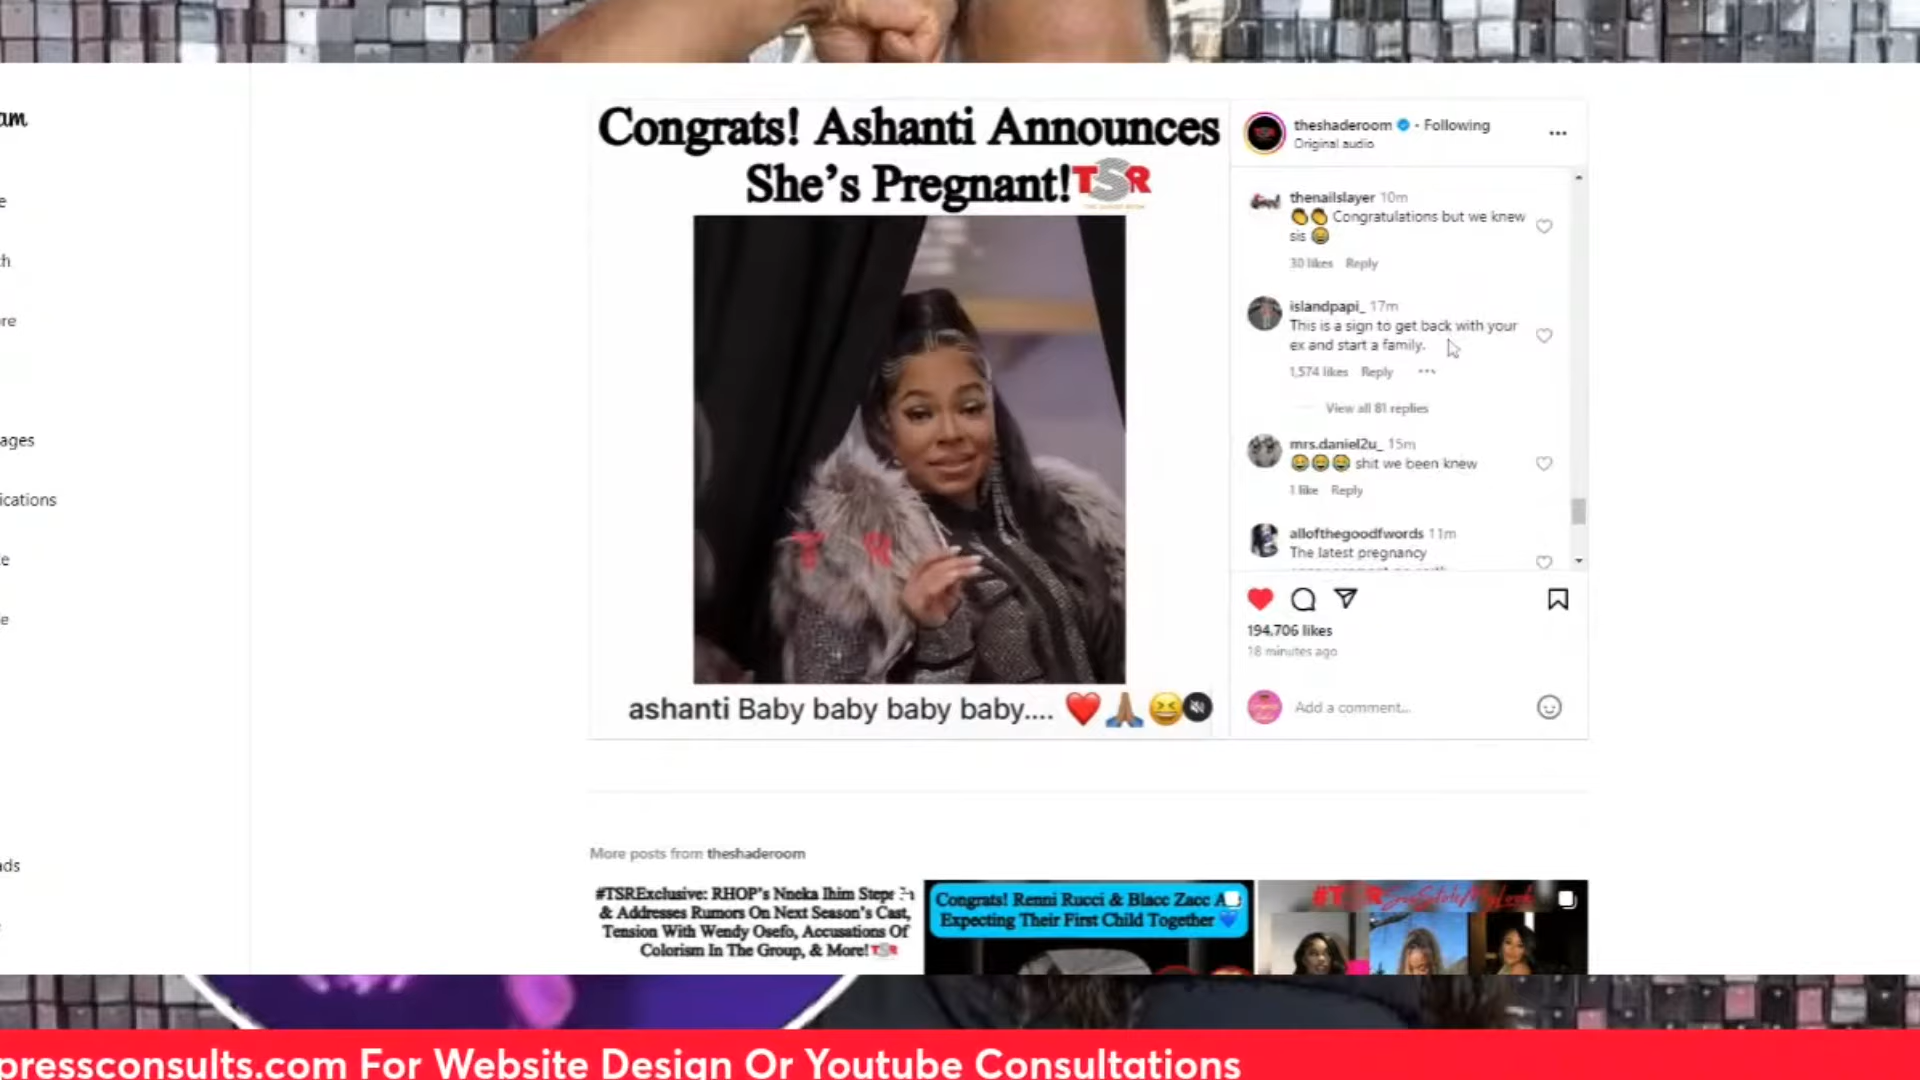 am
e
h
re
ages
ications
e
e
ads
Congrats! Ashanti Announces
She's Pregnant! TSR
T R
ashanti Baby baby baby baby.... ❤️🙏🏽😆
theshaderoom • Following
Original audio
thenailslayer 10m
👏👏 Congratulations but we knew
sis 😂
30 likes Reply
islandpapi_ 17m
This is a sign to get back with your
ex and start a family.
1,574 likes Reply •••
View all 81 replies
mrs.daniel2u_ 15m
😂😂😂 shit we been knew
1 like Reply
allofthegoodfwords 11m
The latest pregnancy
194,706 likes
18 minutes ago
Add a comment...
More posts from theshaderoom
#TSRExclusive: RHOP's Nneka Ihim Steps
& Addresses Rumors On Next Season's Cast,
Tension With Wendy Osefo, Accusations Of
Colorism In The Group, & More! TSR
Congrats! Renni Rucci & Blacc Zacc
Expecting Their First Child Together 💙
pressconsults.com For Website Design Or Youtube Consultations